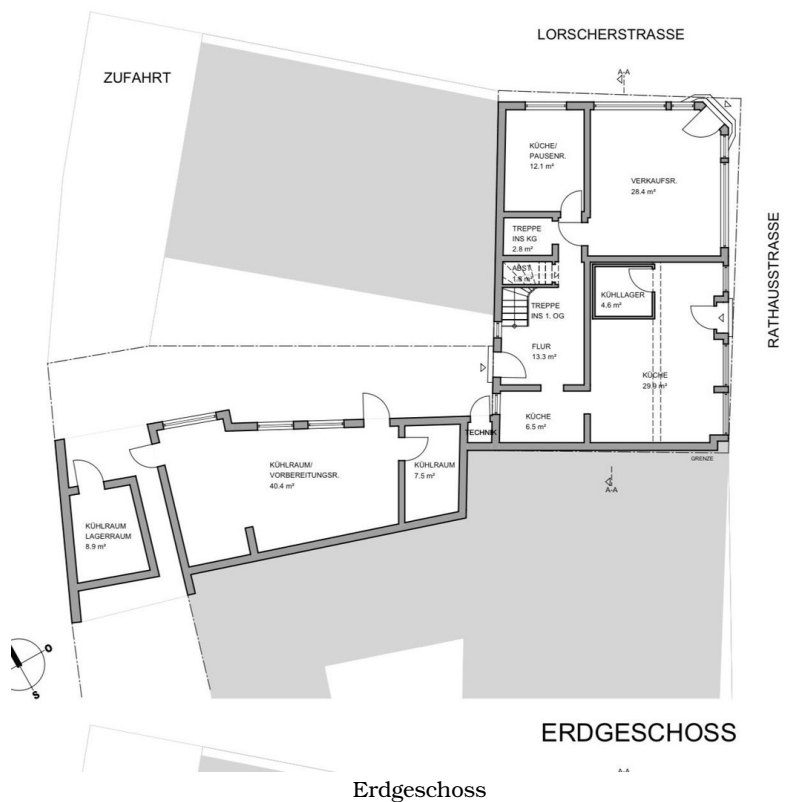 LORSCHERSTRASSE
ZUFAHRT
A-A
KÜCHE/
PAUSENR.
12.1 m²
VERKAUFSR.
28.4 m²
RATHAUSSTRASSE
TREPPE
INS KG
2.8 m²
ABST.
TREPPE
INS 1. OG
KÜHLLAGER
4.6 m²
FLUR
13.3 m²
KÜCHE
29.9 m²
KÜCHE
6.5 m²
TECHNIK
GRENZE
A-A
KÜHLRAUM/
VORBEREITUNGSR.
40.4 m²
KÜHLRAUM
7.5 m²
KÜHLRAUM
LAGERRAUM
8.9 m²
O
S
ERDGESCHOSS
A-A
Erdgeschoss